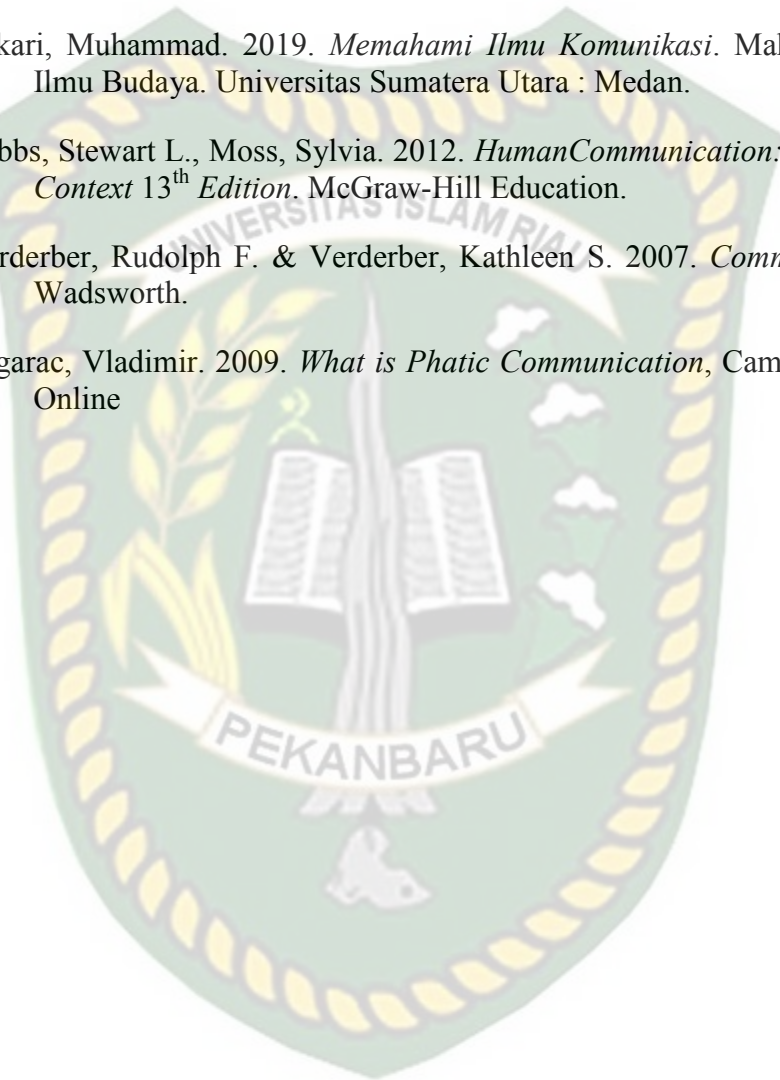 kari, Muhammad. 2019. Memahami Ilmu Komunikasi. Mal
Ilmu Budaya. Universitas Sumatera Utara : Medan.
bbs, Stewart L., Moss, Sylvia. 2012. HumanCommunication:
Context 13th Edition. McGraw-Hill Education.
rderber, Rudolph F. & Verderber, Kathleen S. 2007. Comm
Wadsworth.
garac, Vladimir. 2009. What is Phatic Communication, Cam
Online
UNIVERSITAS ISLAM RIAU
PEKANBARU